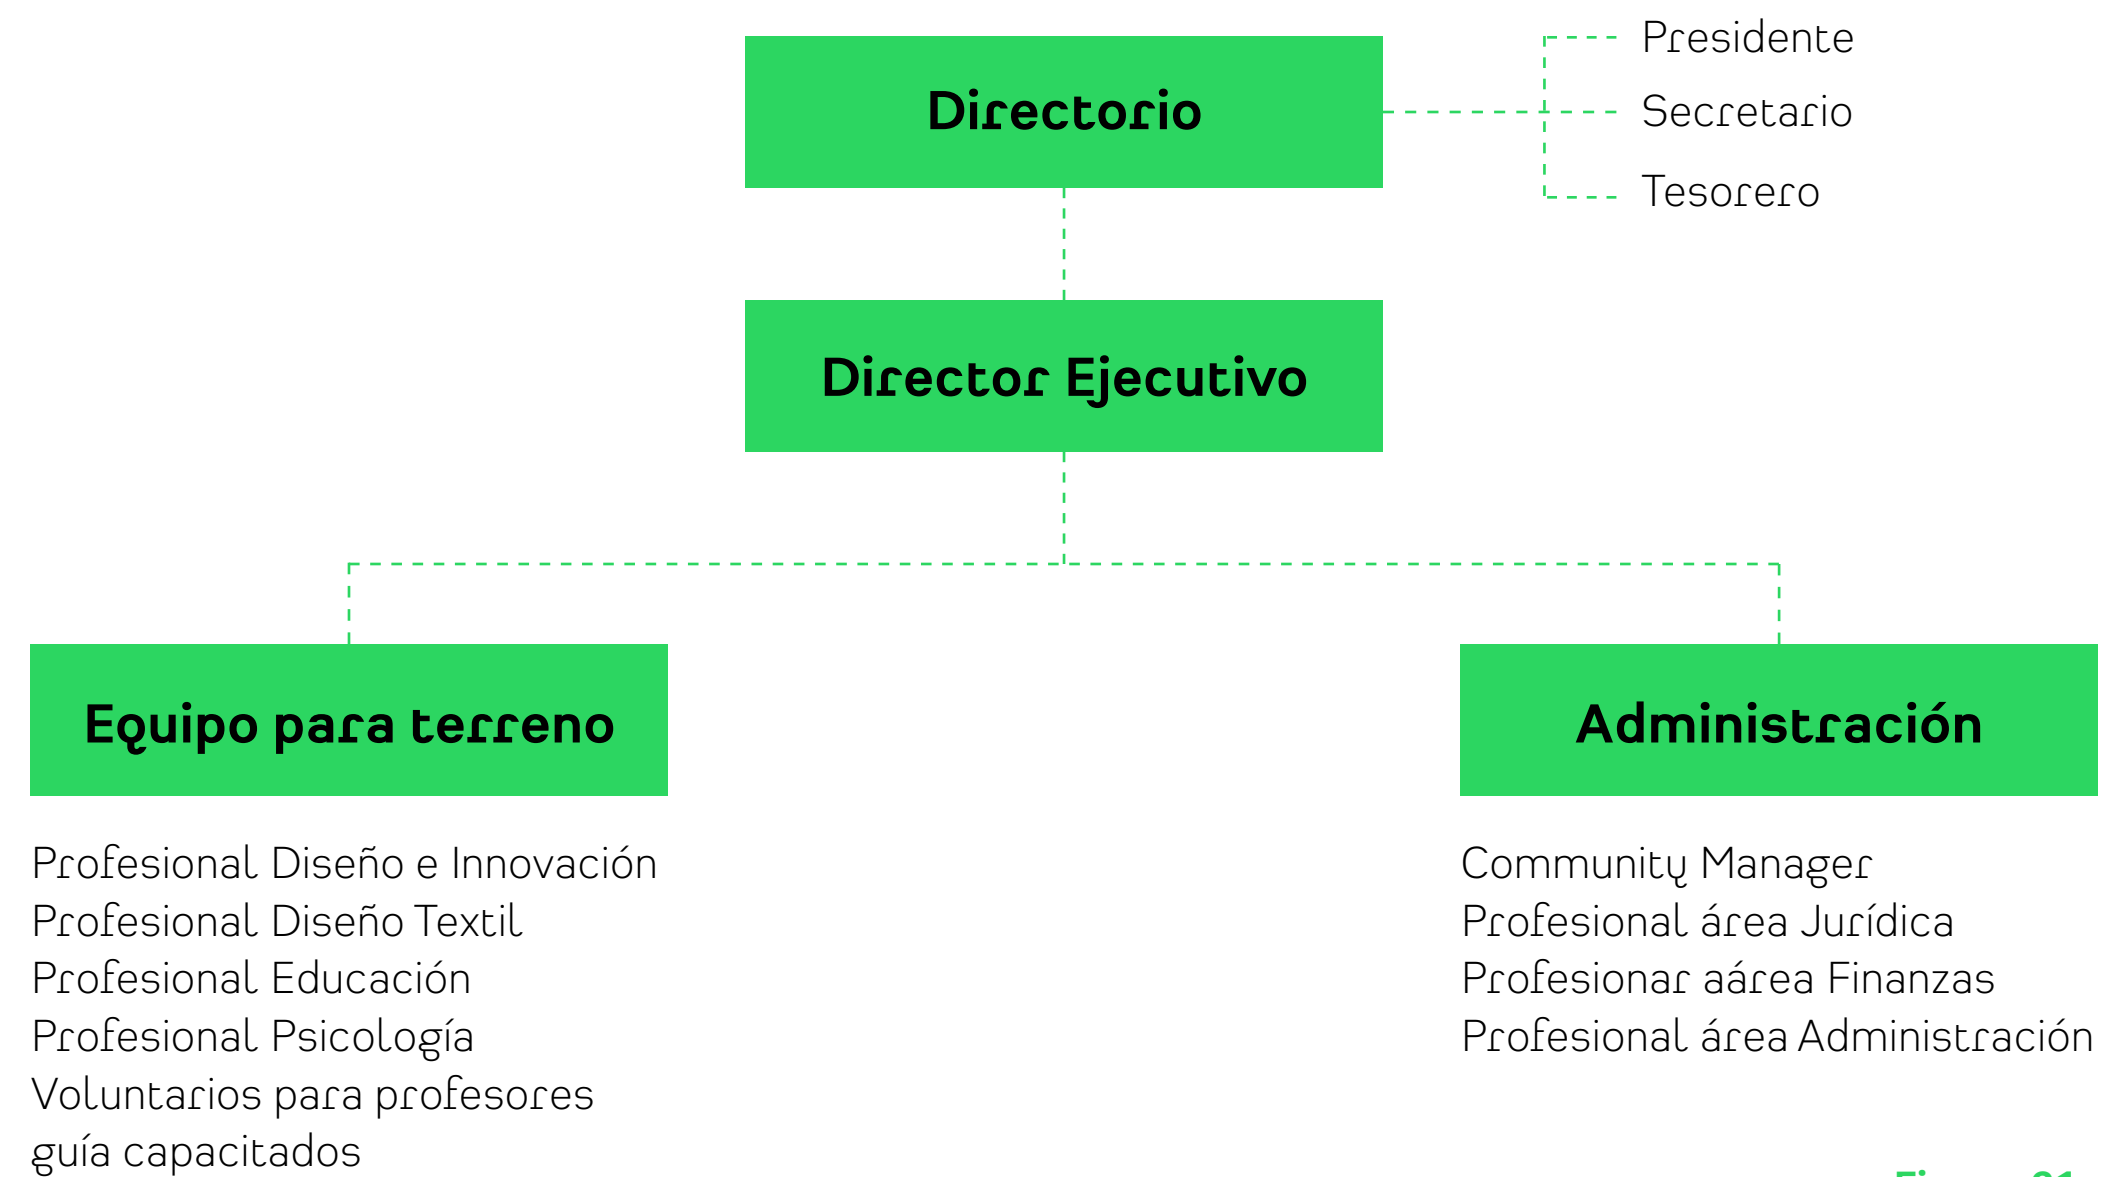 Directorio
Presidente
Secretario
Tesorero
Director Ejecutivo
Equipo para terreno
Administración
Profesional Diseño e Innovación
Profesional Diseño Textil
Profesional Educación
Profesional Psicología
Voluntarios para profesores
guía capacitados
Community Manager
Profesional área Jurídica
Profesionar aárea Finanzas
Profesional área Administración